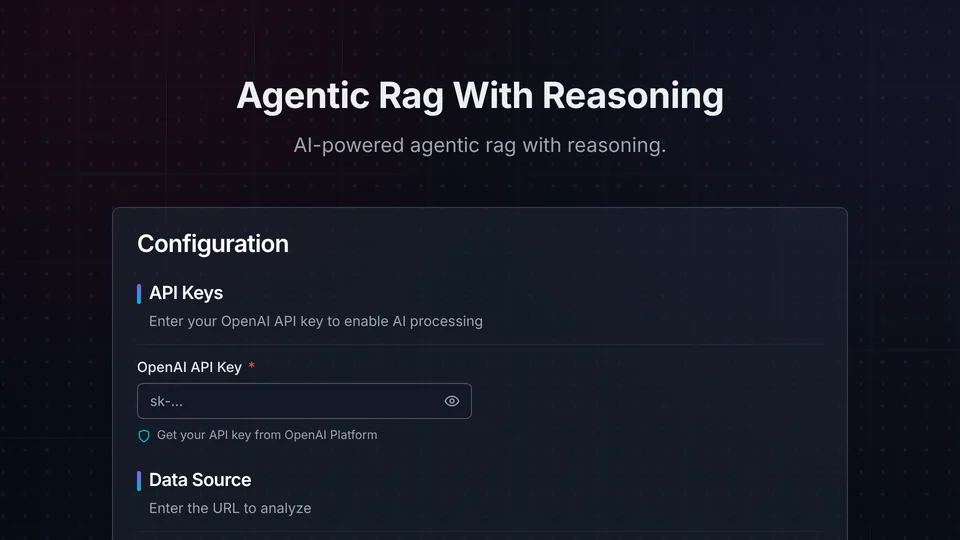 Agentic Rag With Reasoning
AI-powered agentic rag with reasoning.
Configuration
API Keys
Enter your OpenAI API key to enable AI processing
OpenAI API Key *
sk-...
Get your API key from OpenAI Platform
Data Source
Enter the URL to analyze